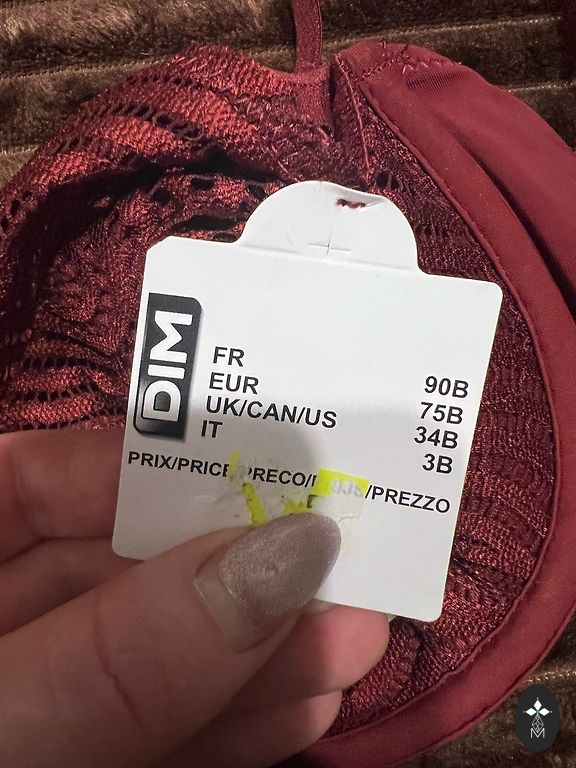 DIM
FR 90B
EUR 75B
UK/CAN/US 34B
IT 3B
PRIX/PRICE PRECO/ /PREZZO